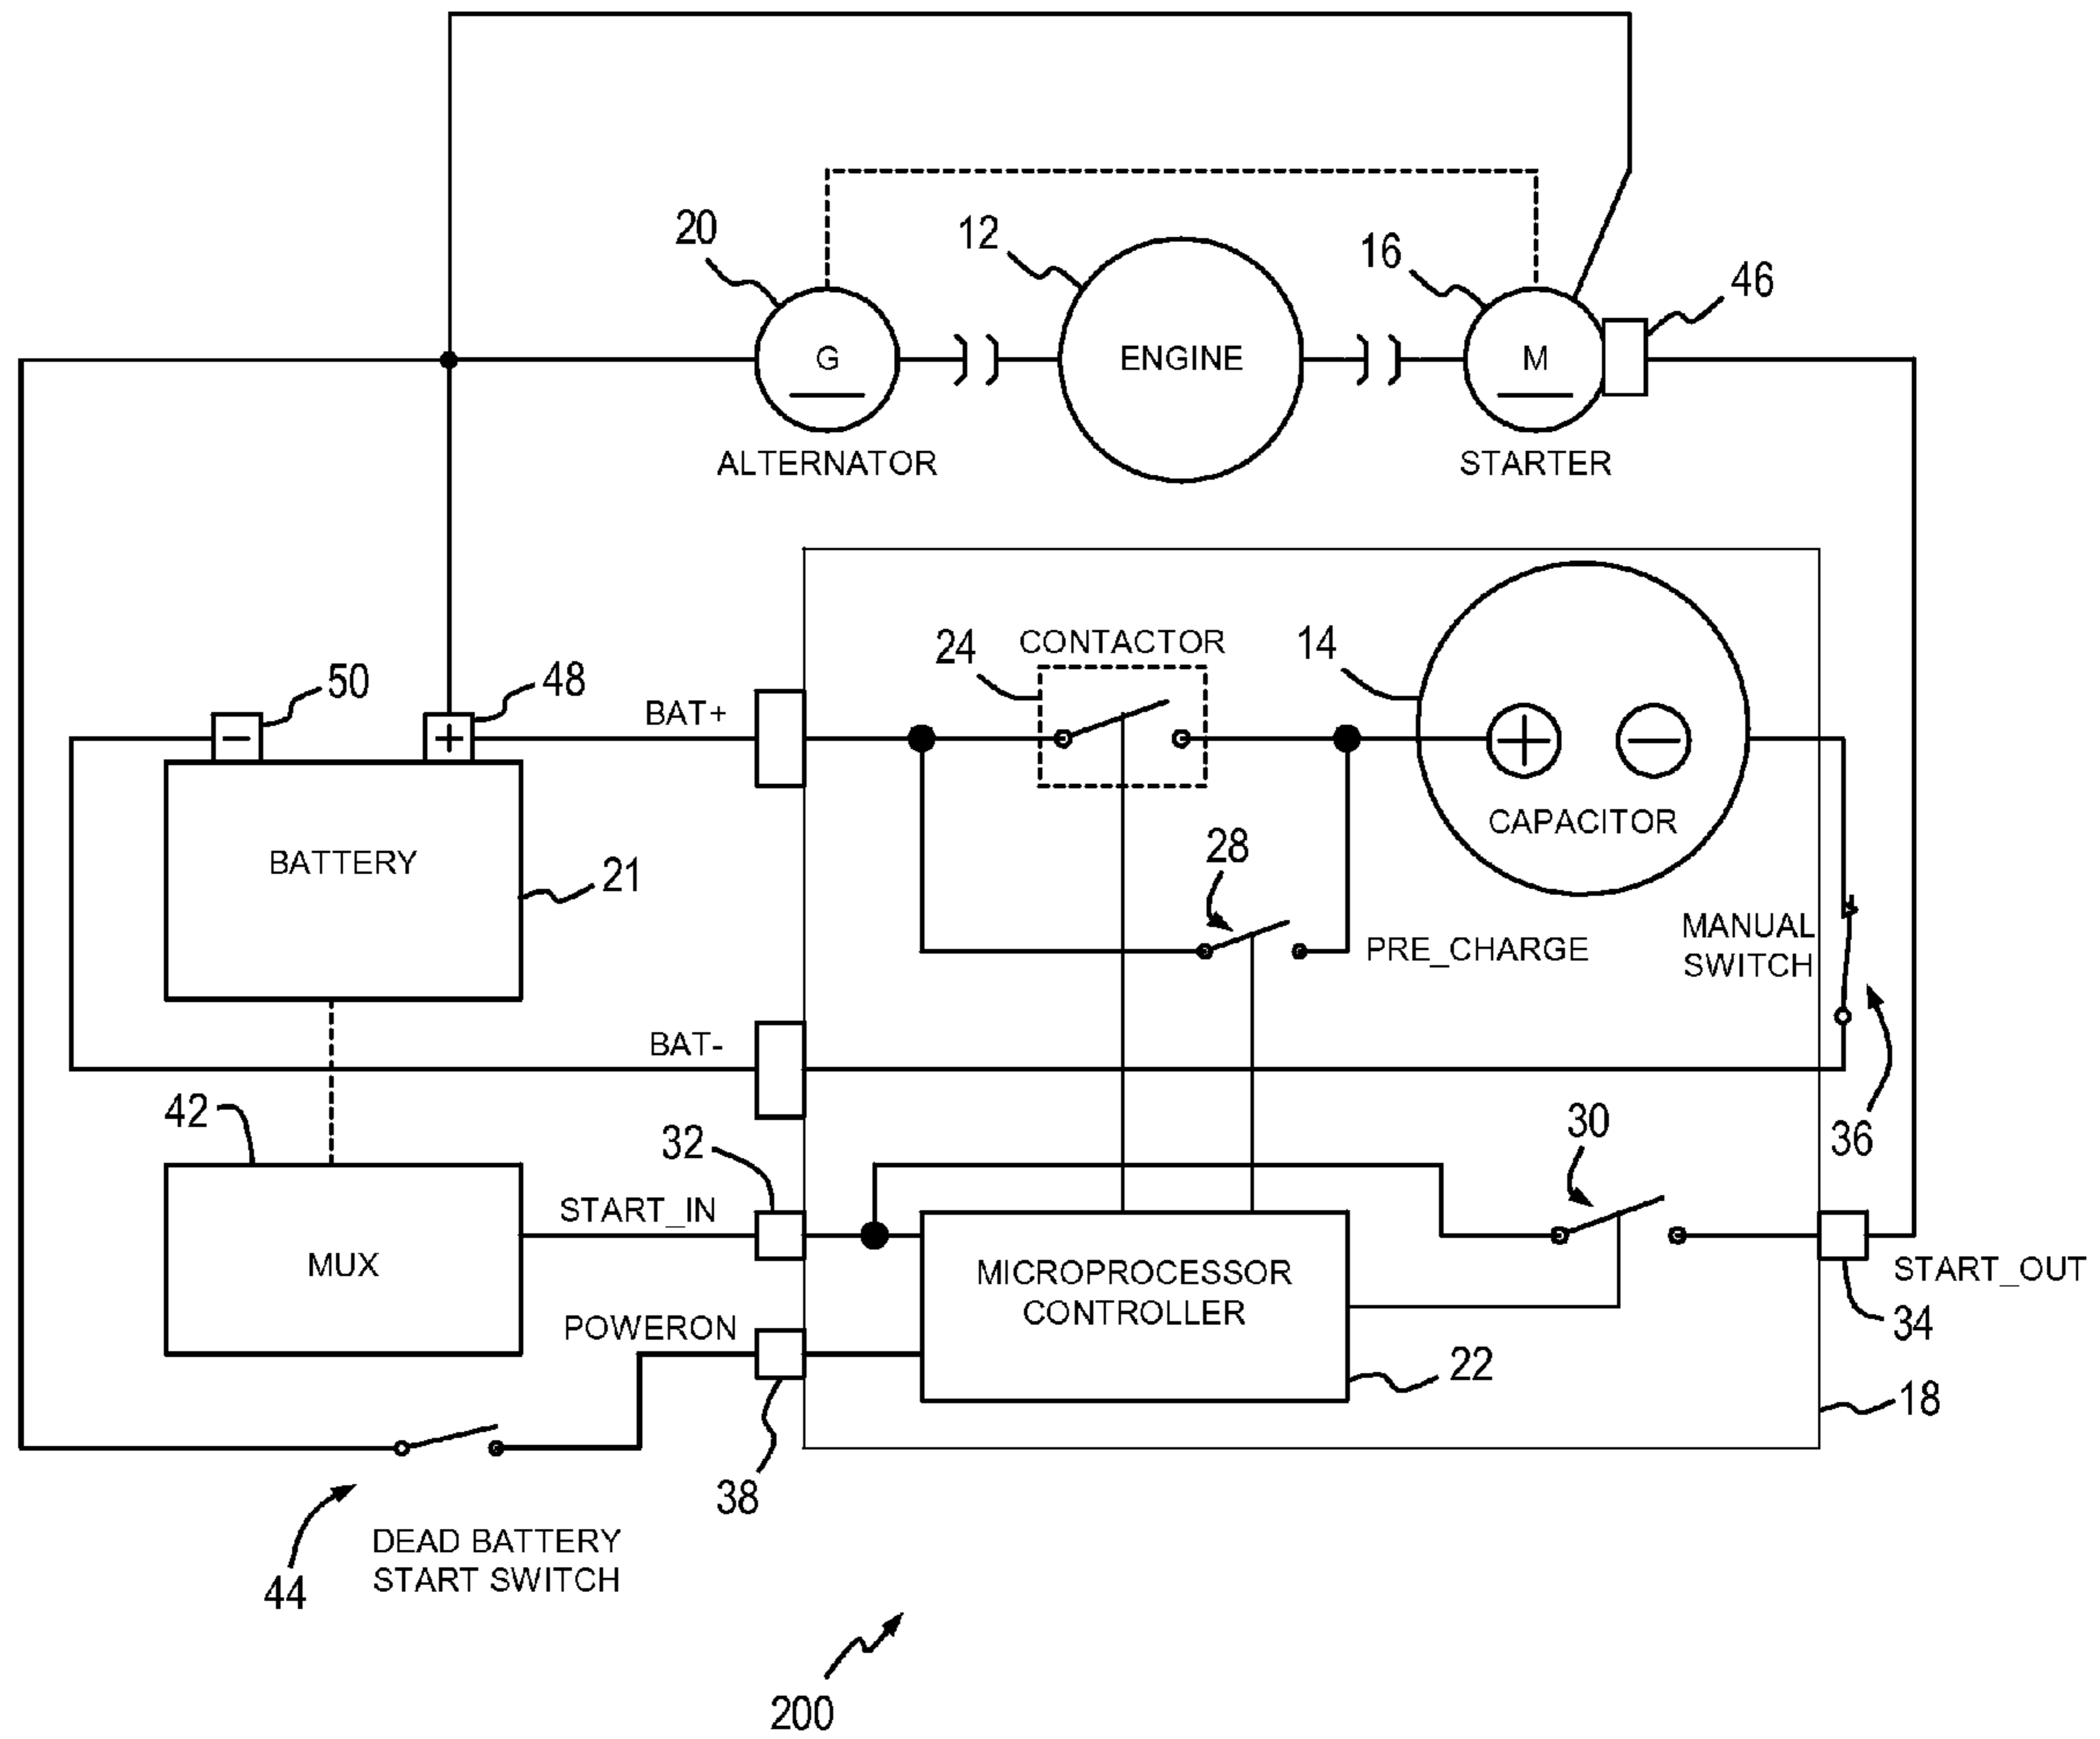 20
12
16
46
G
ENGINE
M
ALTERNATOR
STARTER
50
48
BAT+
24
CONTACTOR
14
−
+
+
−
CAPACITOR
BATTERY
21
28
PRE_CHARGE
MANUAL
SWITCH
BAT-
36
42
32
30
START_IN
MUX
MICROPROCESSOR
CONTROLLER
START_OUT
34
POWERON
22
18
38
44
DEAD BATTERY
START SWITCH
200